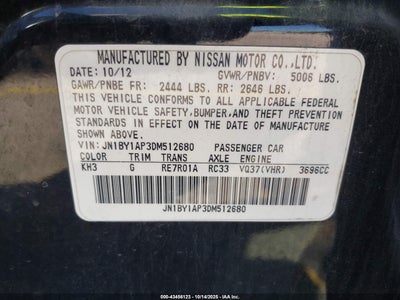 MANUFACTURED BY NISSAN MOTOR CO.,LTD.
DATE: 10/12 GVWR/PNBV: 5006 LBS.
GAWR/PNBE FR: 2444 LBS. RR: 2646 LBS.
THIS VEHICLE CONFORMS TO ALL APPLICABLE FEDERAL
MOTOR VEHICLE SAFETY,BUMPER,AND THEFT PREVENTION
STANDARDS IN EFFECT ON THE DATE OF MANUFACTURE
SHOWN ABOVE.
VIN: JN1BY1AP3DM512680 PASSENGER CAR
COLOR TRIM TRANS AXLE ENGINE
KH3 G RE7R01A RC33 VQ37(VHR) 3696CC
JN1BY1AP3DM512680
000-43456123 - 10/14/2025 - IAAI.COM